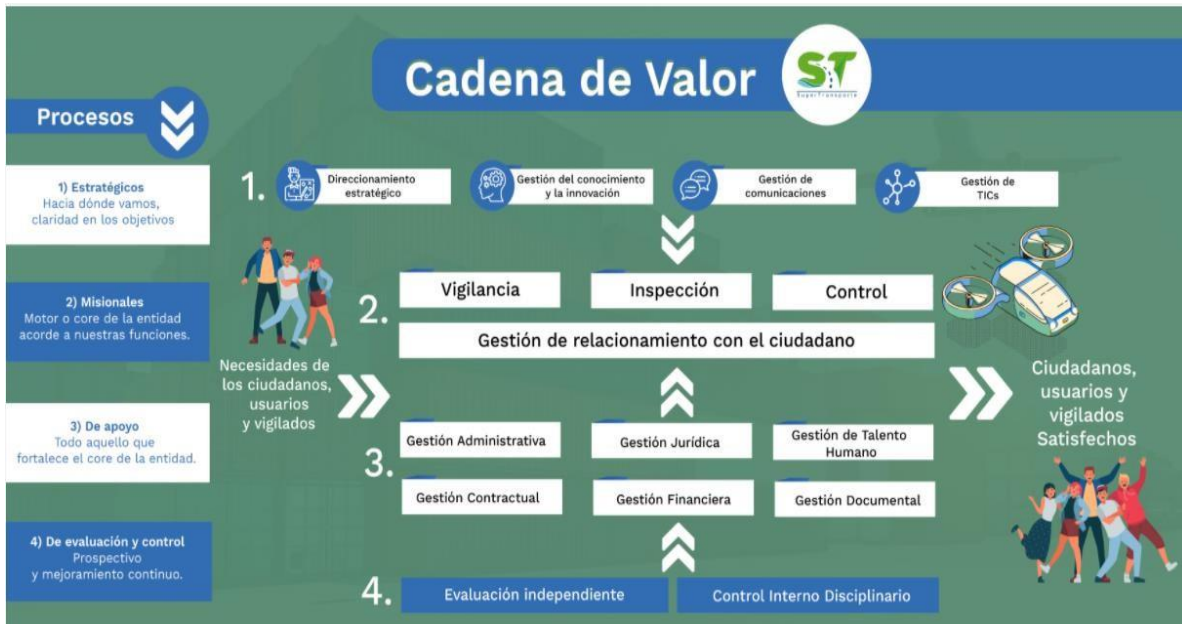 Cadena de Valor
ST
SuperTransporte
Procesos
1) Estratégicos
Hacia dónde vamos,
claridad en los objetivos
2) Misionales
Motor o core de la entidad
acorde a nuestras funciones.
3) De apoyo
Todo aquello que
fortalece el core de la entidad.
4) De evaluación y control
Prospectivo
y mejoramiento continuo.
1.
Direccionamiento
estratégico
Gestión del conocimiento
y la innovación
Gestión de
comunicaciones
Gestión de
TICs
Necesidades de
los ciudadanos,
usuarios
y vigilados
2.
Vigilancia
Inspección
Control
Gestión de relacionamiento con el ciudadano
3.
Gestión Administrativa
Gestión Jurídica
Gestión de Talento
Humano
Gestión Contractual
Gestión Financiera
Gestión Documental
4.
Evaluación independiente
Control Interno Disciplinario
Ciudadanos,
usuarios y
vigilados
Satisfechos